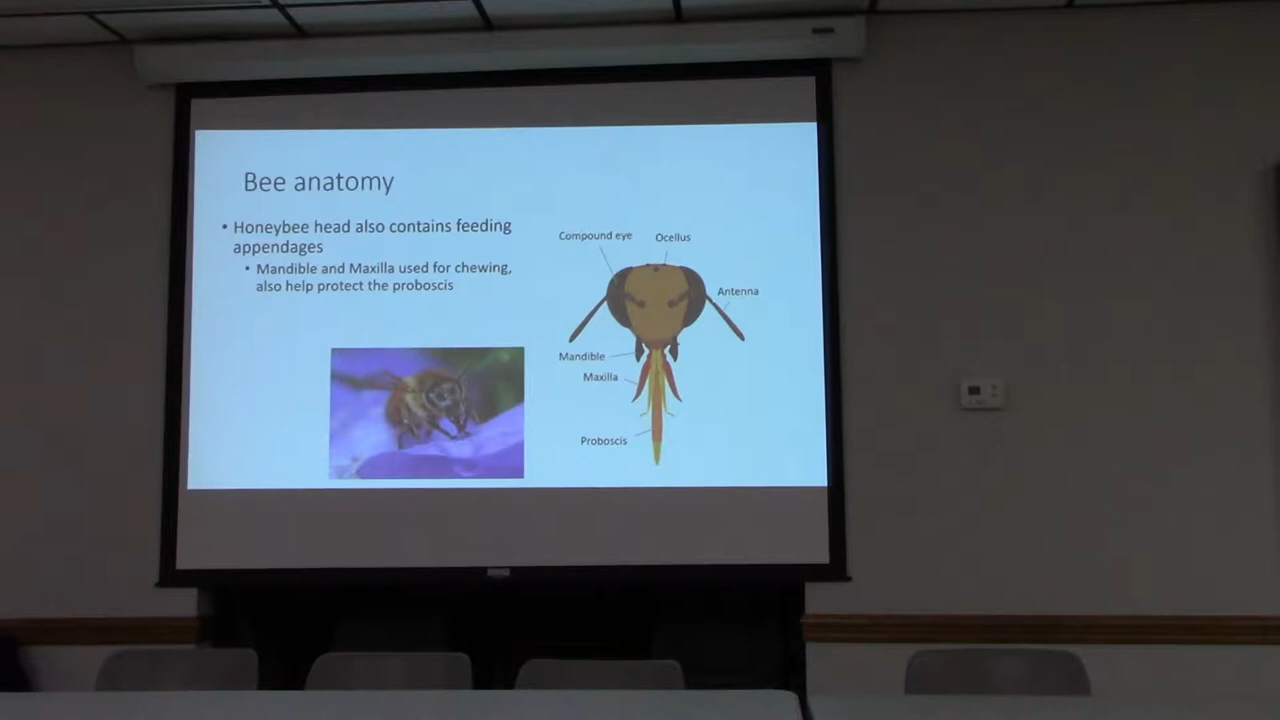 Bee anatomy
• Honeybee head also contains feeding
appendages
• Mandible and Maxilla used for chewing,
also help protect the proboscis
Compound eye
Ocellus
Antenna
Mandible
Maxilla
Proboscis